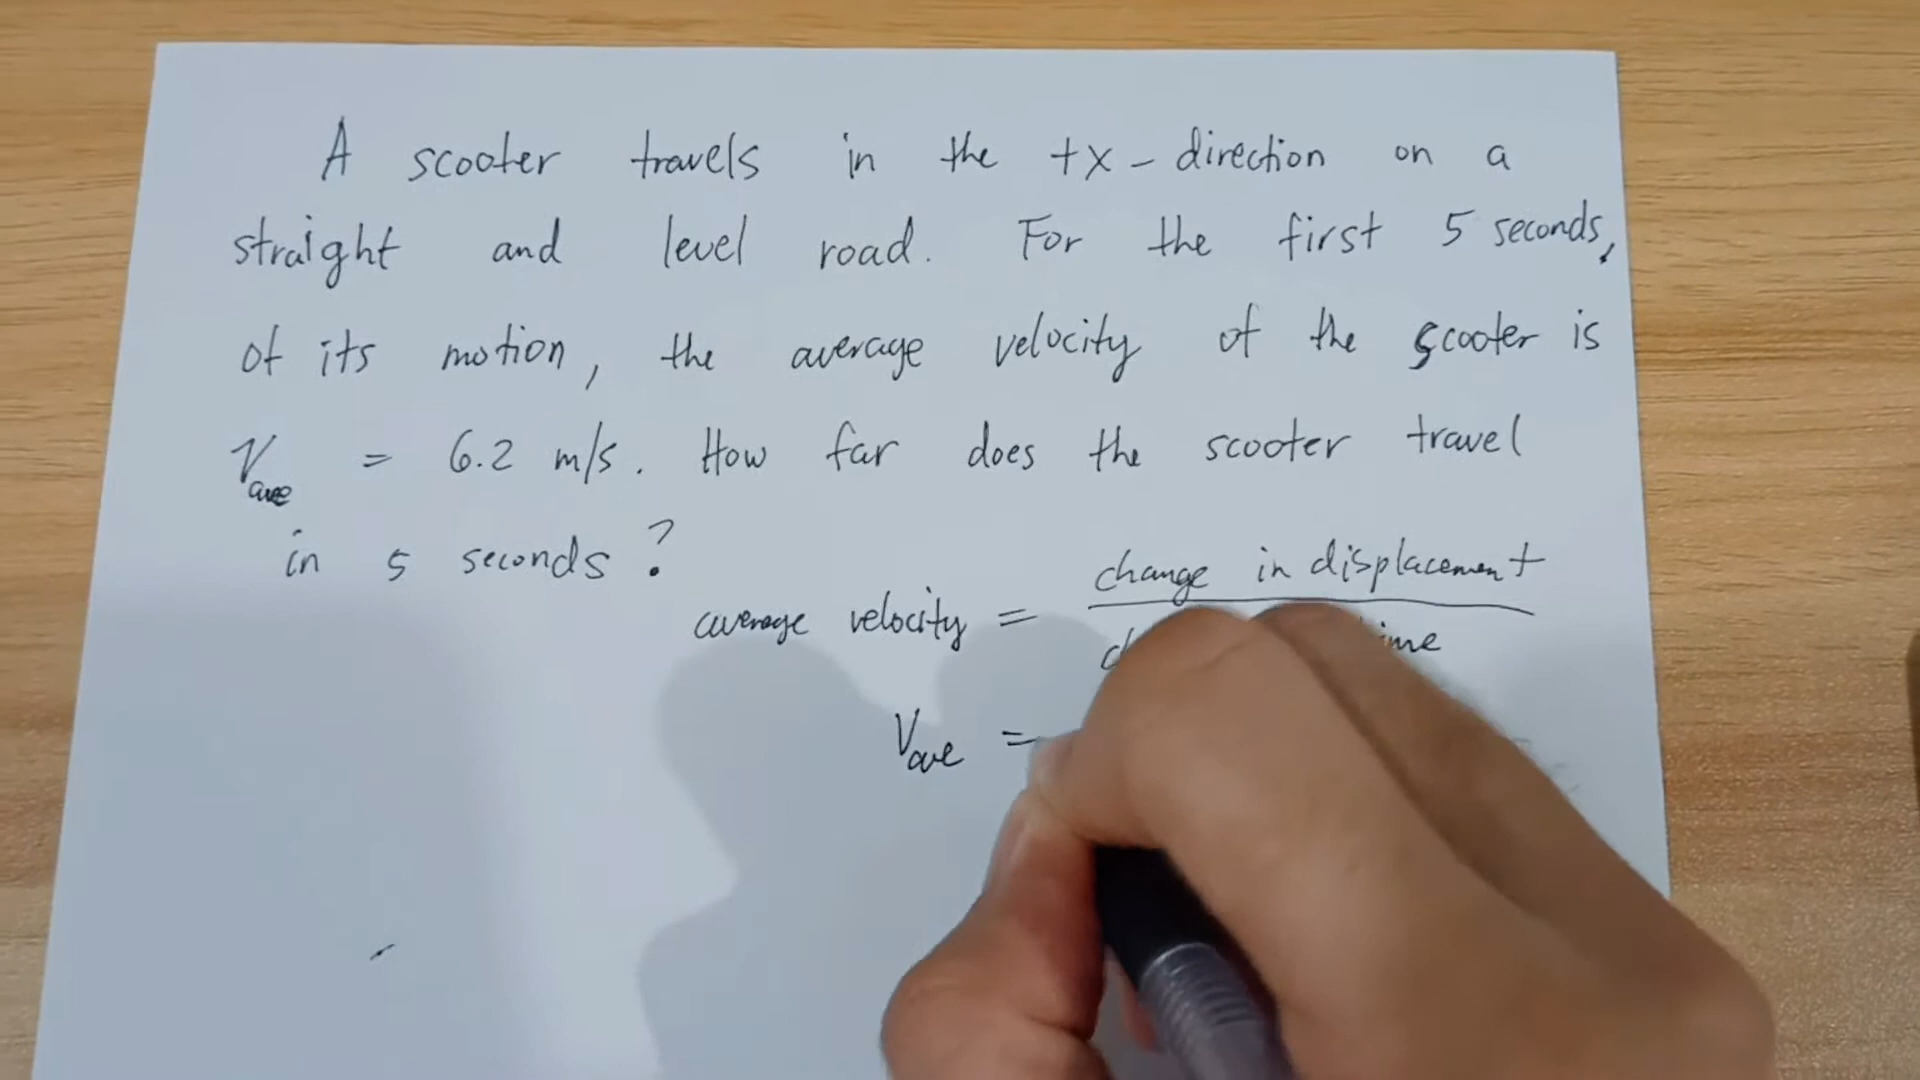 A scooter travels in the +x-direction on a
straight and level road. For the first 5 seconds,
of its motion, the average velocity of the scooter is
Vave = 6.2 m/s. How far does the scooter travel
in 5 seconds?
change in displacement
average velocity =
Vave =